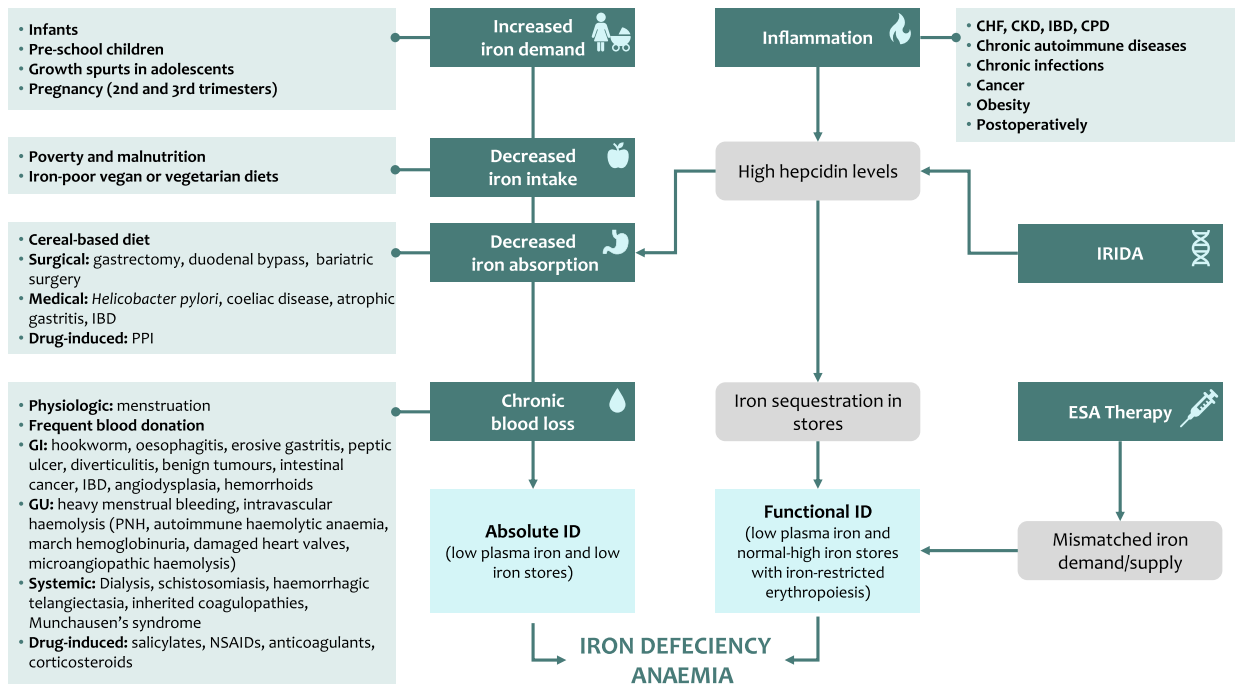 • Infants
• Pre-school children
• Growth spurts in adolescents
• Pregnancy (2nd and 3rd trimesters)
Increased
iron demand
Inflammation
• CHF, CKD, IBD, CPD
• Chronic autoimmune diseases
• Chronic infections
• Cancer
• Obesity
• Postoperatively
• Poverty and malnutrition
• Iron-poor vegan or vegetarian diets
Decreased
iron intake
High hepcidin levels
• Cereal-based diet
• Surgical: gastrectomy, duodenal bypass, bariatric
surgery
• Medical: Helicobacter pylori, coeliac disease, atrophic
gastritis, IBD
• Drug-induced: PPI
Decreased
iron absorption
IRIDA
• Physiologic: menstruation
• Frequent blood donation
• GI: hookworm, oesophagitis, erosive gastritis, peptic
ulcer, diverticulitis, benign tumours, intestinal
cancer, IBD, angiodysplasia, hemorrhoids
• GU: heavy menstrual bleeding, intravascular
haemolysis (PNH, autoimmune haemolytic anaemia,
march hemoglobinuria, damaged heart valves,
microangiopathic haemolysis)
• Systemic: Dialysis, schistosomiasis, haemorrhagic
telangiectasia, inherited coagulopathies,
Munchausen's syndrome
• Drug-induced: salicylates, NSAIDs, anticoagulants,
corticosteroids
Chronic
blood loss
Iron sequestration in
stores
ESA Therapy
Absolute ID
(low plasma iron and low
iron stores)
Functional ID
(low plasma iron and
normal-high iron stores
with iron-restricted
erythropoiesis)
Mismatched iron
demand/supply
IRON DEFECIENCY
ANAEMIA